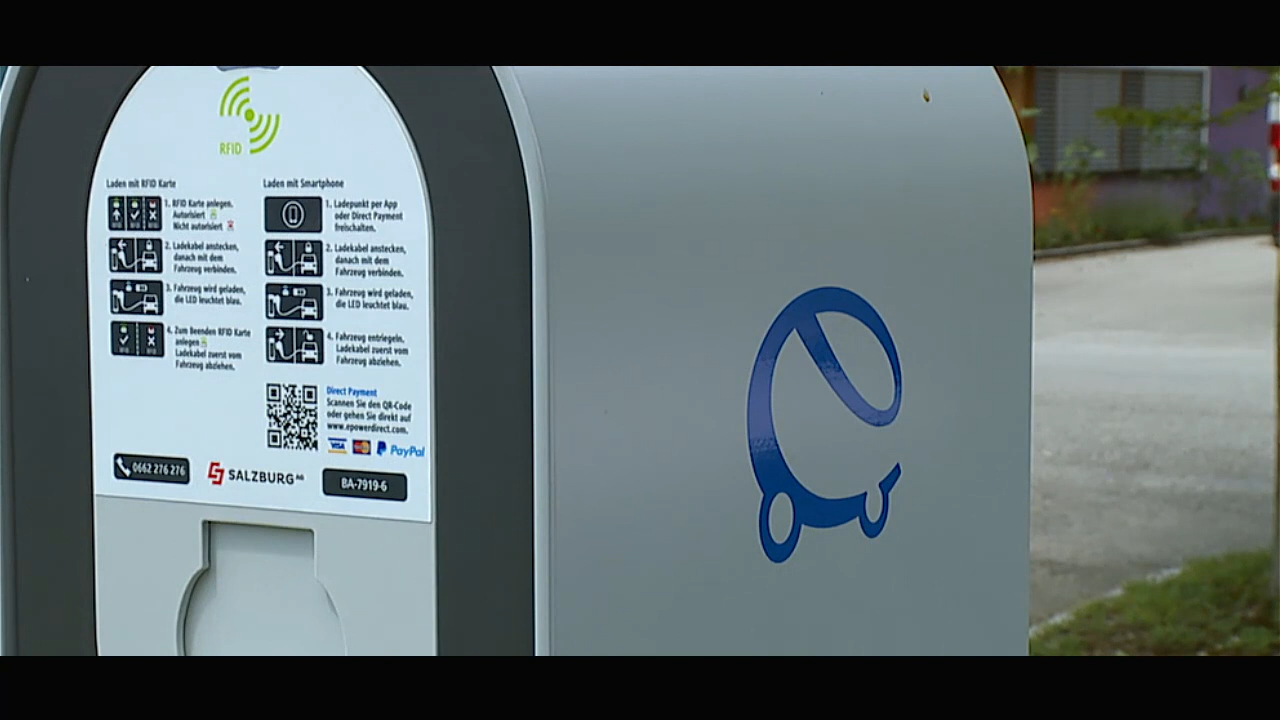 RFID
Laden mit RFID Karte
1. RFID Karte anlegen.
Autorisiert
Nicht autorisiert
2. Ladekabel anstecken,
danach mit dem
Fahrzeug verbinden.
3. Fahrzeug wird geladen,
die LED leuchtet blau.
4. Zum Beenden RFID Karte
anlegen
Ladekabel zuerst vom
Fahrzeug abziehen.
Laden mit Smartphone
1. Ladepunkt per App
oder Direct Payment
freischalten.
2. Ladekabel anstecken,
danach mit dem
Fahrzeug verbinden.
3. Fahrzeug wird geladen,
die LED leuchtet blau.
4. Fahrzeug entriegeln,
Ladekabel zuerst vom
Fahrzeug abziehen.
Direct Payment
Scannen Sie den QR-Code
oder gehen Sie direkt auf
www.epowerdirect.com.
VISA PayPal
0662 276 276
SALZBURG AG
BA-7919-6